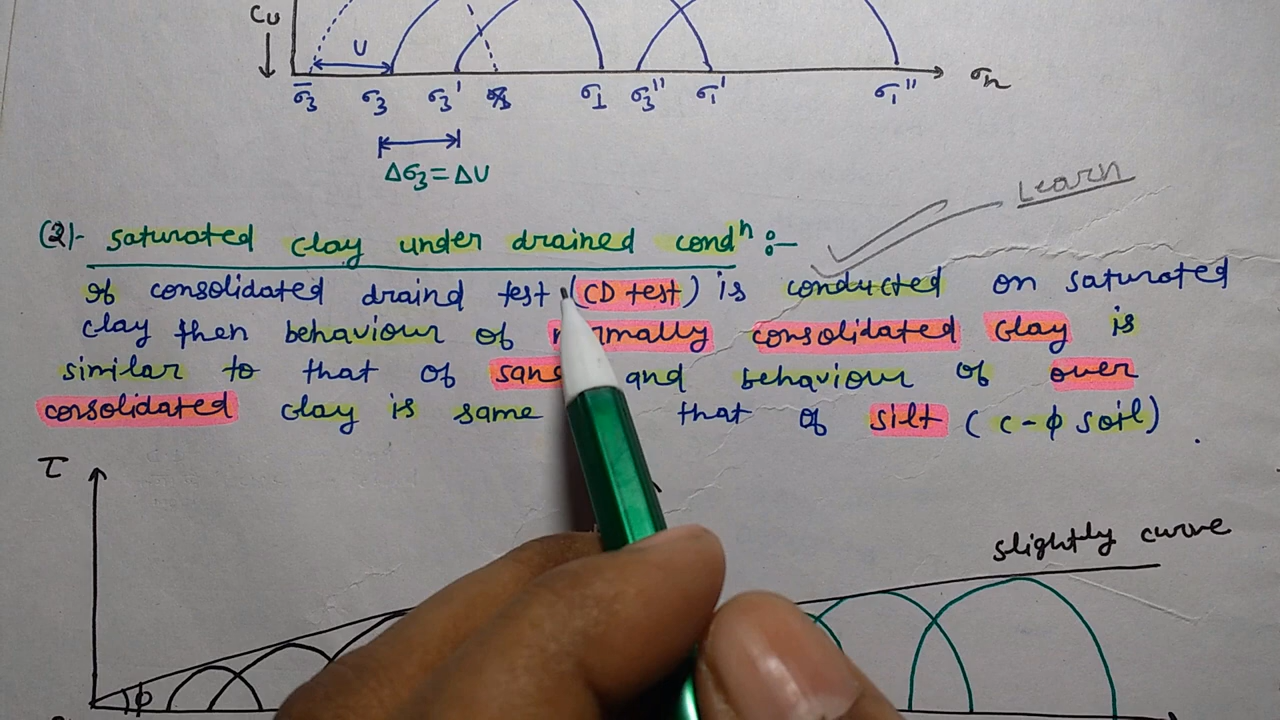 Cu
U
σ̅3 σ3 σ3' σ1 σ3'' σ1' σ1'' σn
Δσ3 = ΔU
Learn
(2)- saturated clay under drained condn :-
If consolidated draind test (CD test) is conducted on saturated
clay then behaviour of normally consolidated clay is
similar to that of sand and behaviour of over
consolidated clay is same that of silt (c-ϕ soil) .
τ
slightly curve
ϕ